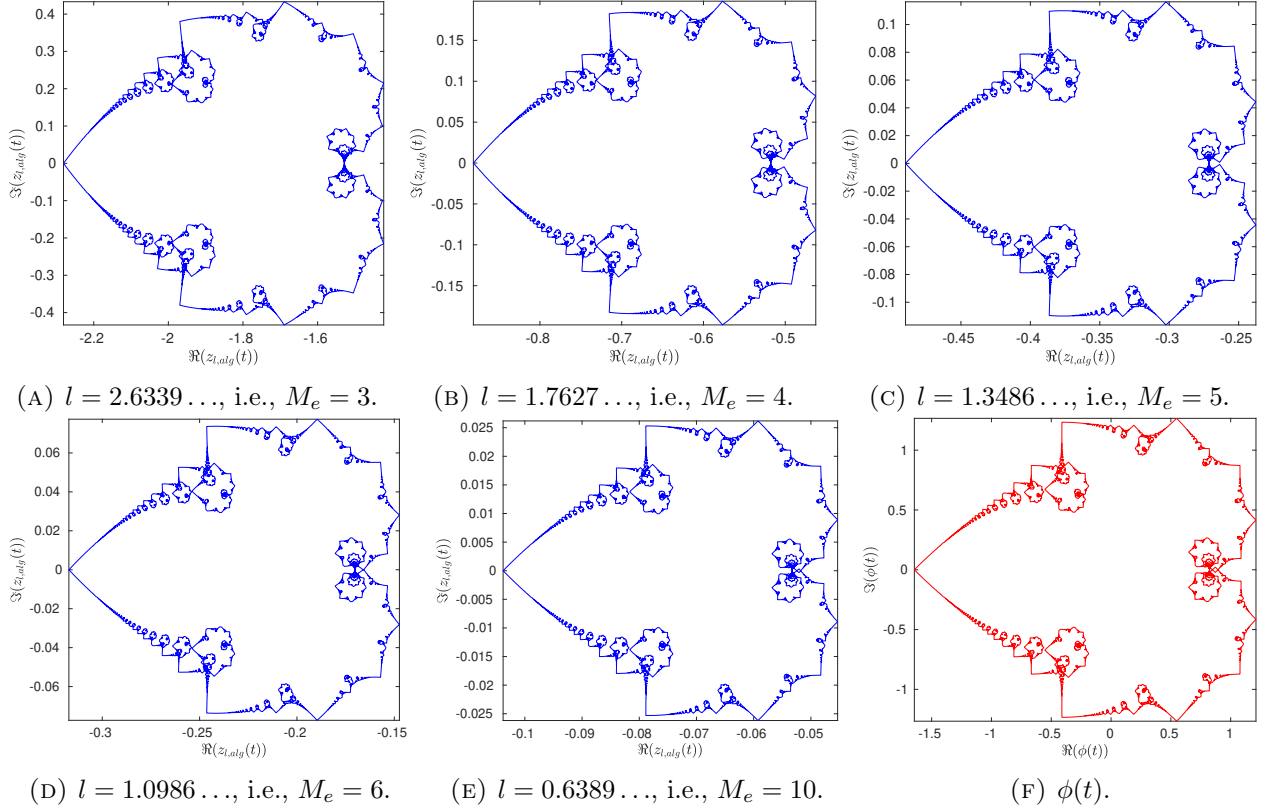 0.4
0.3
0.2
0.1
0
-0.1
-0.2
-0.3
-0.4
ℑ(z_{l,alg}(t))
-2.2 -2 -1.8 -1.6
ℜ(z_{l,alg}(t))
0.15
0.1
0.05
0
-0.05
-0.1
-0.15
ℑ(z_{l,alg}(t))
-0.8 -0.7 -0.6 -0.5
ℜ(z_{l,alg}(t))
0.1
0.08
0.06
0.04
0.02
0
-0.02
-0.04
-0.06
-0.08
-0.1
ℑ(z_{l,alg}(t))
-0.45 -0.4 -0.35 -0.3 -0.25
ℜ(z_{l,alg}(t))
(A) l = 2.6339 …, i.e., M_e = 3.
(B) l = 1.7627 …, i.e., M_e = 4.
(C) l = 1.3486 …, i.e., M_e = 5.
0.06
0.04
0.02
0
-0.02
-0.04
-0.06
ℑ(z_{l,alg}(t))
-0.3 -0.25 -0.2 -0.15
ℜ(z_{l,alg}(t))
0.025
0.02
0.015
0.01
0.005
0
-0.005
-0.01
-0.015
-0.02
-0.025
ℑ(z_{l,alg}(t))
-0.1 -0.09 -0.08 -0.07 -0.06 -0.05
ℜ(z_{l,alg}(t))
1
0.5
0
-0.5
-1
ℑ(ϕ(t))
-1.5 -1 -0.5 0 0.5 1
ℜ(ϕ(t))
(D) l = 1.0986 …, i.e., M_e = 6.
(E) l = 0.6389 …, i.e., M_e = 10.
(F) ϕ(t).